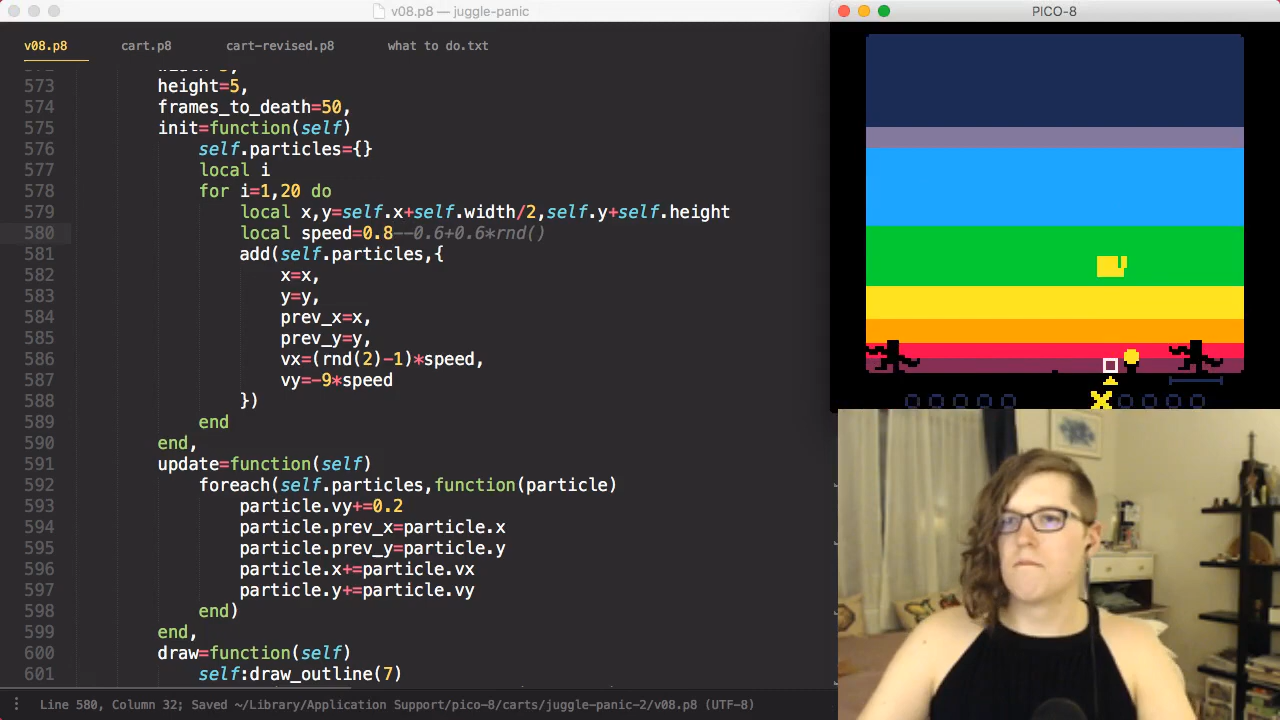 v08.p8 — juggle-panic
PICO-8
v08.p8
cart.p8
cart-revised.p8
what to do.txt
573 height=5,
574 frames_to_death=50,
575 init=function(self)
576 self.particles={}
577 local i
578 for i=1,20 do
579 local x,y=self.x+self.width/2,self.y+self.height
580 local speed=0.8--0.6+0.6*rnd()
581 add(self.particles,{
582 x=x,
583 y=y,
584 prev_x=x,
585 prev_y=y,
586 vx=(rnd(2)-1)*speed,
587 vy=-9*speed
588 })
589 end
590 end,
591 update=function(self)
592 foreach(self.particles,function(particle)
593 particle.vy+=0.2
594 particle.prev_x=particle.x
595 particle.prev_y=particle.y
596 particle.x+=particle.vx
597 particle.y+=particle.vy
598 end)
599 end,
600 draw=function(self)
601 self:draw_outline(7)
Line 580, Column 32; Saved ~/Library/Application Support/pico-8/carts/juggle-panic-2/v08.p8 (UTF-8)